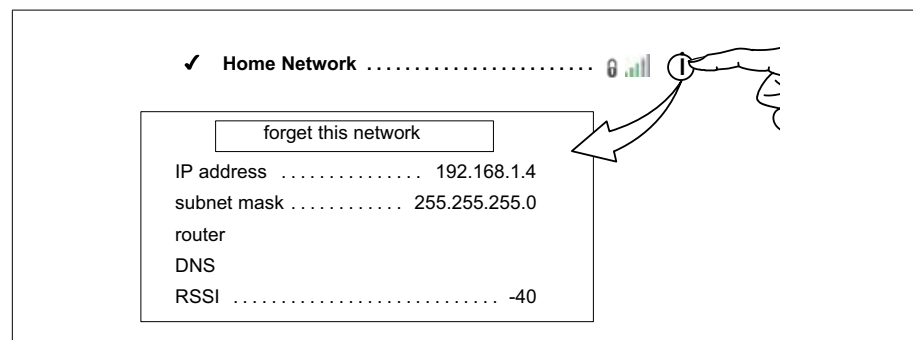 ✔ Home Network ........................ i
forget this network
IP address ............... 192.168.1.4
subnet mask ............ 255.255.255.0
router
DNS
RSSI ............................ -40